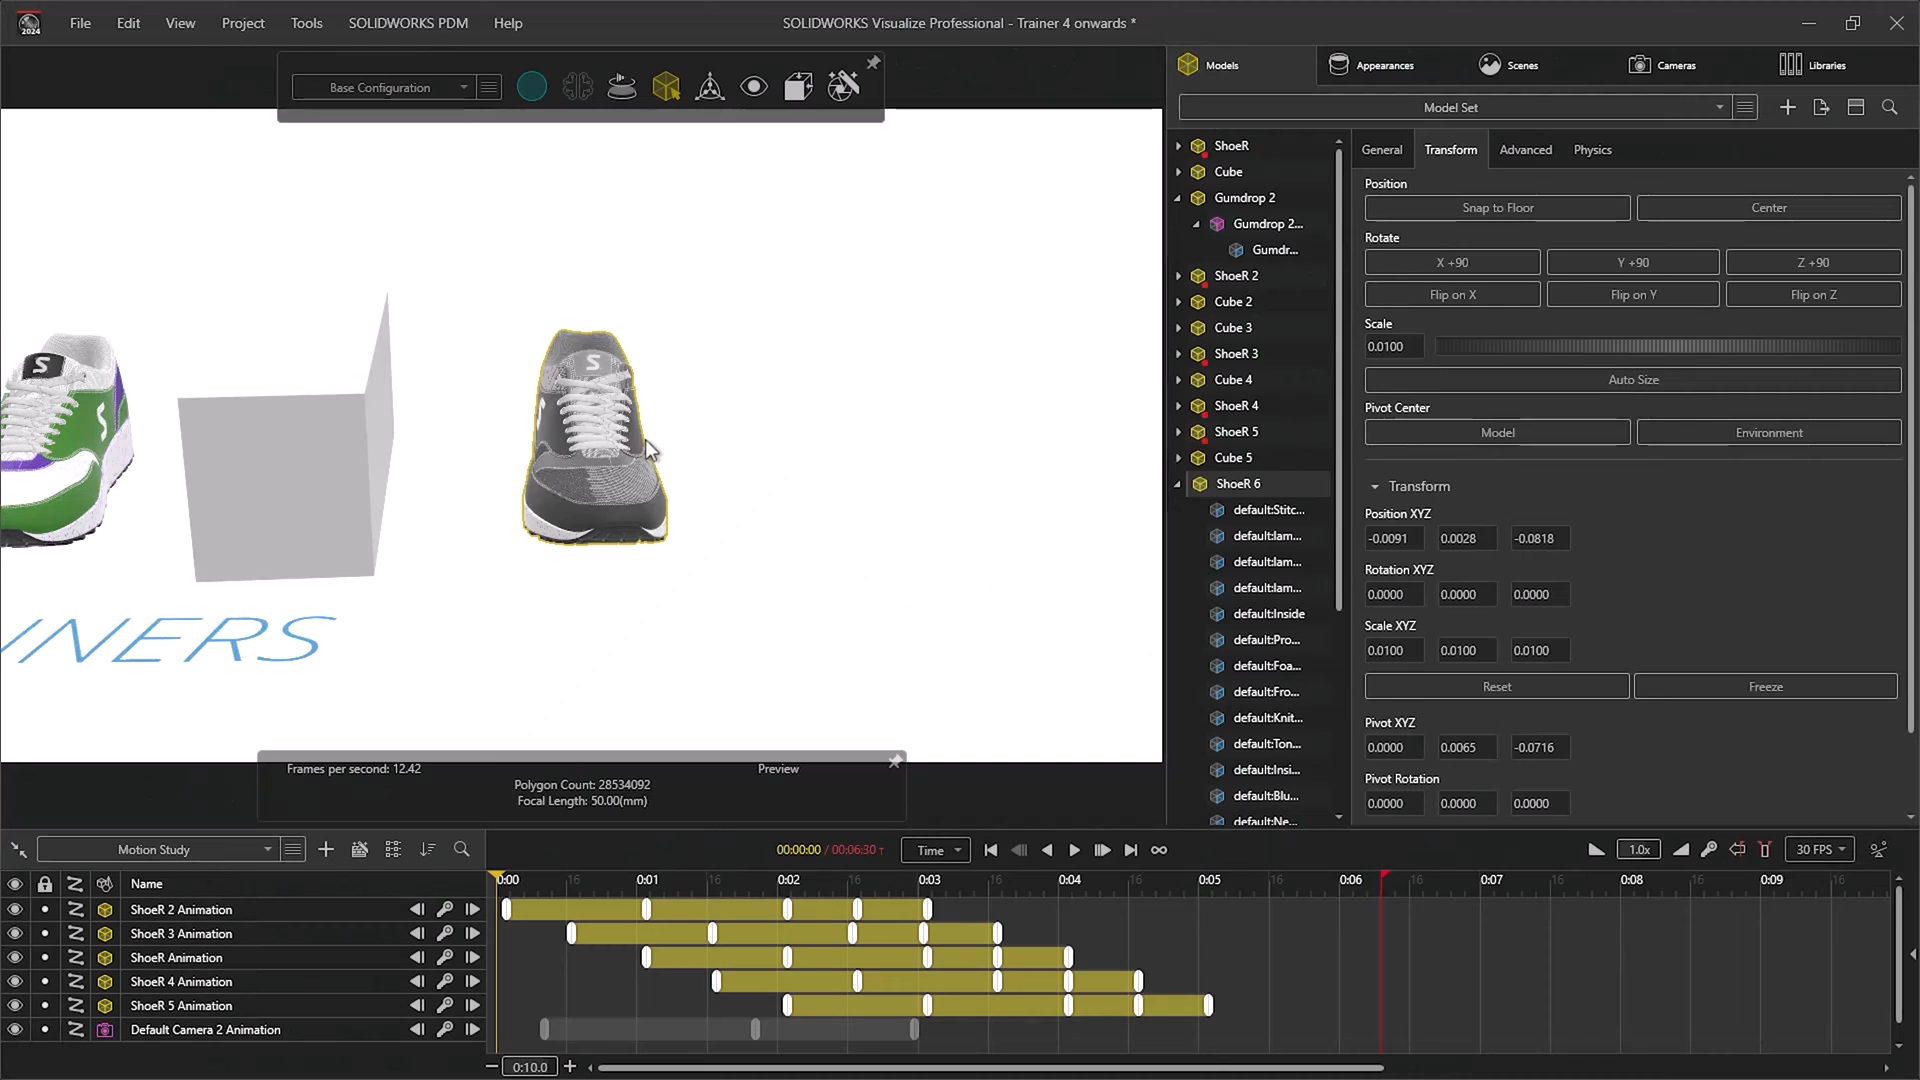 2024
File Edit View Project Tools SOLIDWORKS PDM Help
SOLIDWORKS Visualize Professional - Trainer 4 onwards *
Base Configuration
Models Appearances Scenes Cameras Libraries
Model Set
ShoeR
Cube
Gumdrop 2
Gumdrop 2...
Gumdr...
ShoeR 2
Cube 2
Cube 3
ShoeR 3
Cube 4
ShoeR 4
ShoeR 5
Cube 5
ShoeR 6
default:Stitc...
default:lam...
default:lam...
default:lam...
default:Inside
default:Pro...
default:Foa...
default:Fro...
default:Knit...
default:Ton...
default:Insi...
default:Blu...
default:Ne...
General Transform Advanced Physics
Position
Snap to Floor Center
Rotate
X +90 Y +90 Z +90
Flip on X Flip on Y Flip on Z
Scale
0.0100
Auto Size
Pivot Center
Model Environment
Transform
Position XYZ
-0.0091 0.0028 -0.0818
Rotation XYZ
0.0000 0.0000 0.0000
Scale XYZ
0.0100 0.0100 0.0100
Reset Freeze
Pivot XYZ
0.0000 0.0065 -0.0716
Pivot Rotation
0.0000 0.0000 0.0000
S
S
S
INERS
Frames per second: 12.42 Preview
Polygon Count: 28534092
Focal Length: 50.00(mm)
Motion Study
00:00:00 / 00:06:30 T
Time
1.0x
30 FPS
Name
0:00 16 0:01 16 0:02 16 0:03 16 0:04 16 0:05 16 0:06 16 0:07 16 0:08 16 0:09 16
ShoeR 2 Animation
ShoeR 3 Animation
ShoeR Animation
ShoeR 4 Animation
ShoeR 5 Animation
Default Camera 2 Animation
0:10.0